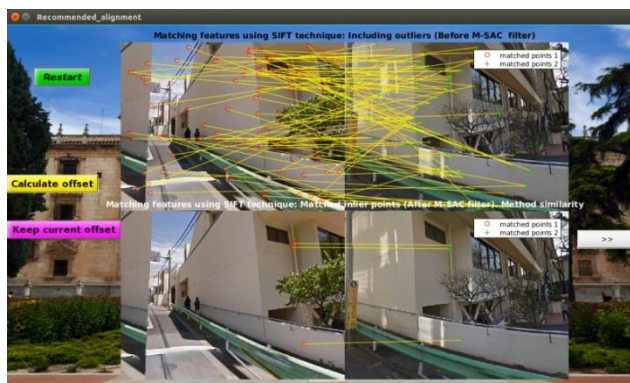 Recommended_alignment
Matching features using SIFT technique: Including outliers (Before M-SAC filter)
matched points 1
matched points 2
Restart
Calculate offset
Matching features using SIFT technique: Matched inlier points (After M-SAC filter). Method similarity
Keep current offset
matched points 1
matched points 2
>>